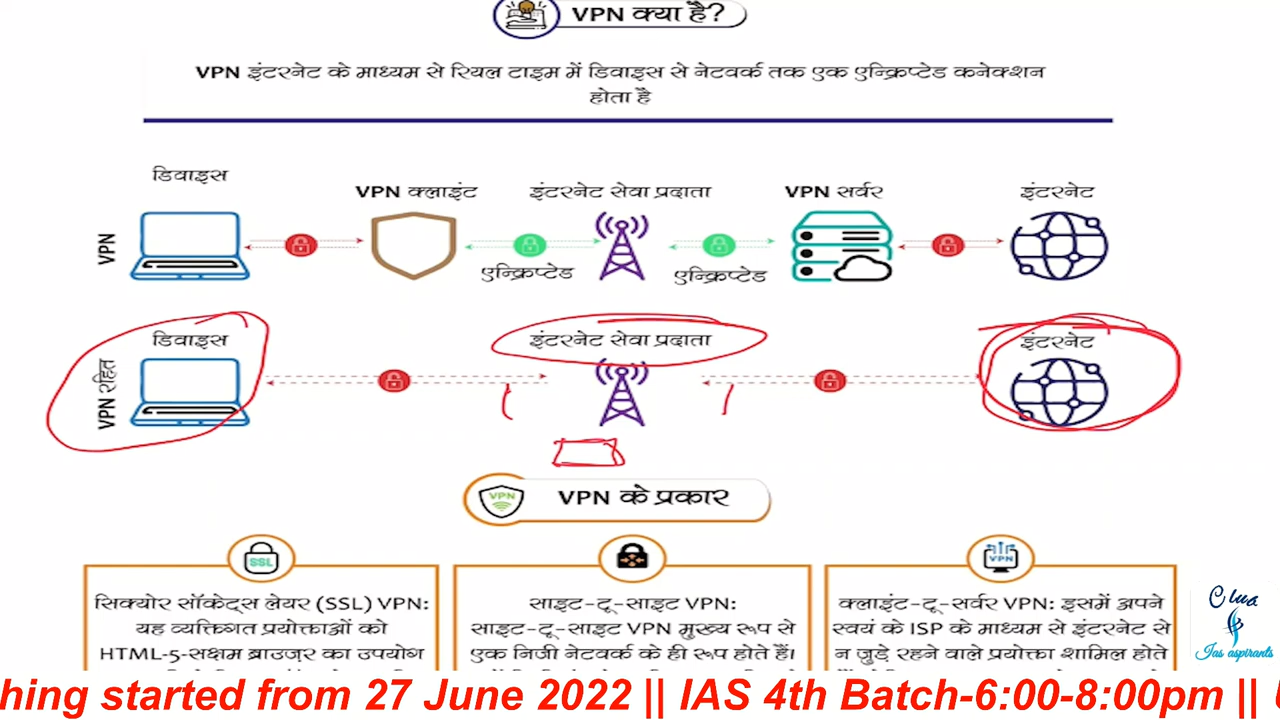 VPN क्या है?
VPN इंटरनेट के माध्यम से रियल टाइम में डिवाइस से नेटवर्क तक एक एन्क्रिप्टेड कनेक्शन
होता है
डिवाइस
VPN क्लाइंट
इंटरनेट सेवा प्रदाता
VPN सर्वर
इंटरनेट
VPN
एन्क्रिप्टेड
एन्क्रिप्टेड
डिवाइस
इंटरनेट सेवा प्रदाता
इंटरनेट
VPN रहित
VPN
VPN के प्रकार
SSL
VPN
सिक्योर सॉकेट्स लेयर (SSL) VPN:
यह व्यक्तिगत प्रयोक्ताओं को
HTML-5-सक्षम ब्राउज़र का उपयोग
साइट-टू-साइट VPN:
साइट-टू-साइट VPN मुख्य रूप से
एक निजी नेटवर्क के ही रूप होते हैं।
क्लाइंट-टू-सर्वर VPN: इसमें अपने
स्वयं के ISP के माध्यम से इंटरनेट से
न जुड़े रहने वाले प्रयोक्ता शामिल होते
Ias aspirants
hing started from 27 June 2022 || IAS 4th Batch-6:00-8:00pm ||